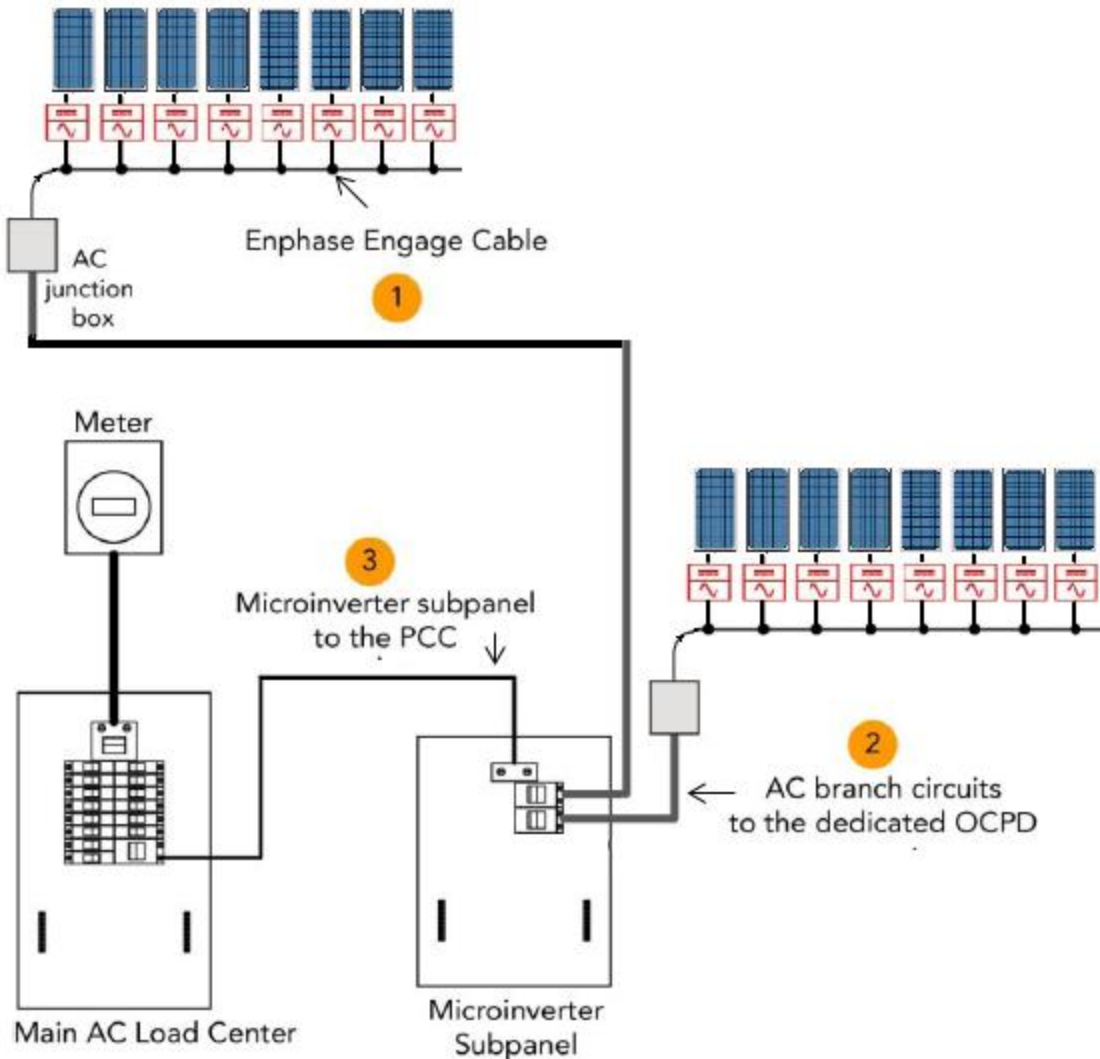 Enphase Engage Cable
AC
junction
box
1
Meter
3
Microinverter subpanel
to the PCC
2
AC branch circuits
to the dedicated OCPD
Main AC Load Center
Microinverter
Subpanel